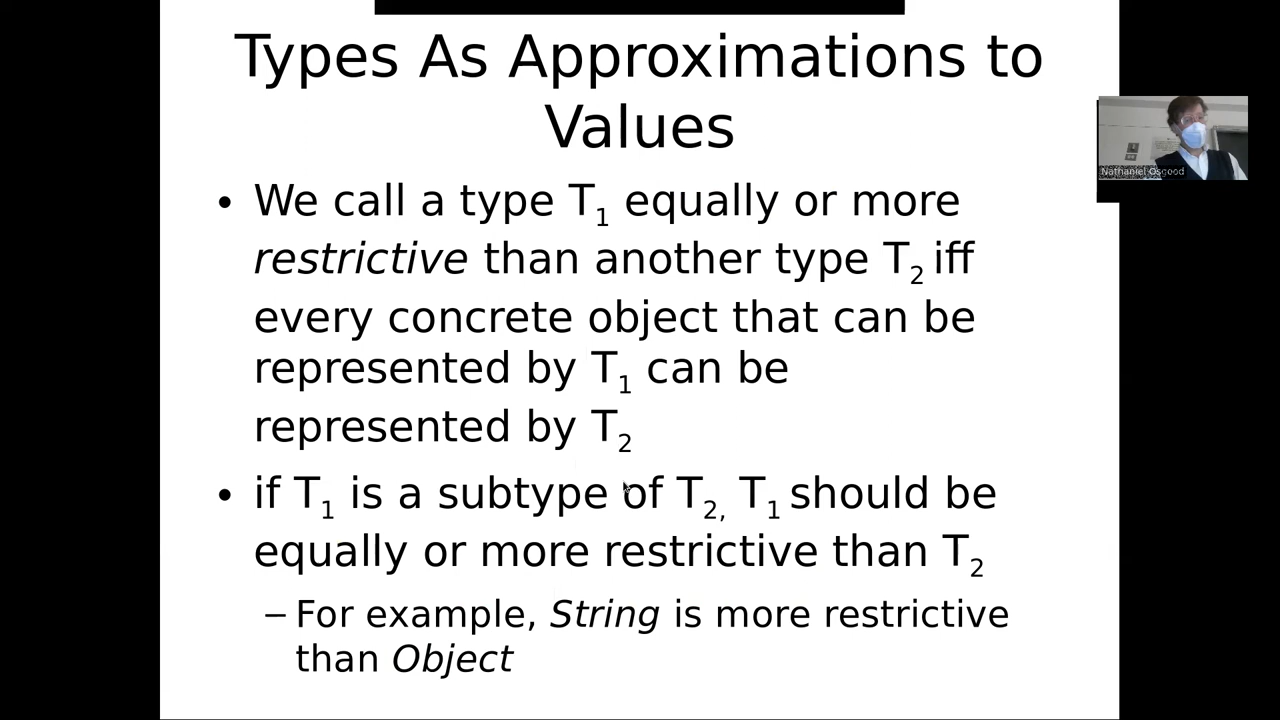 Types As Approximations to
Values
• We call a type T₁ equally or more
restrictive than another type T₂ iff
every concrete object that can be
represented by T₁ can be
represented by T₂
• if T₁ is a subtype of T₂, T₁ should be
equally or more restrictive than T₂
– For example, String is more restrictive
than Object
Nathaniel Osgood